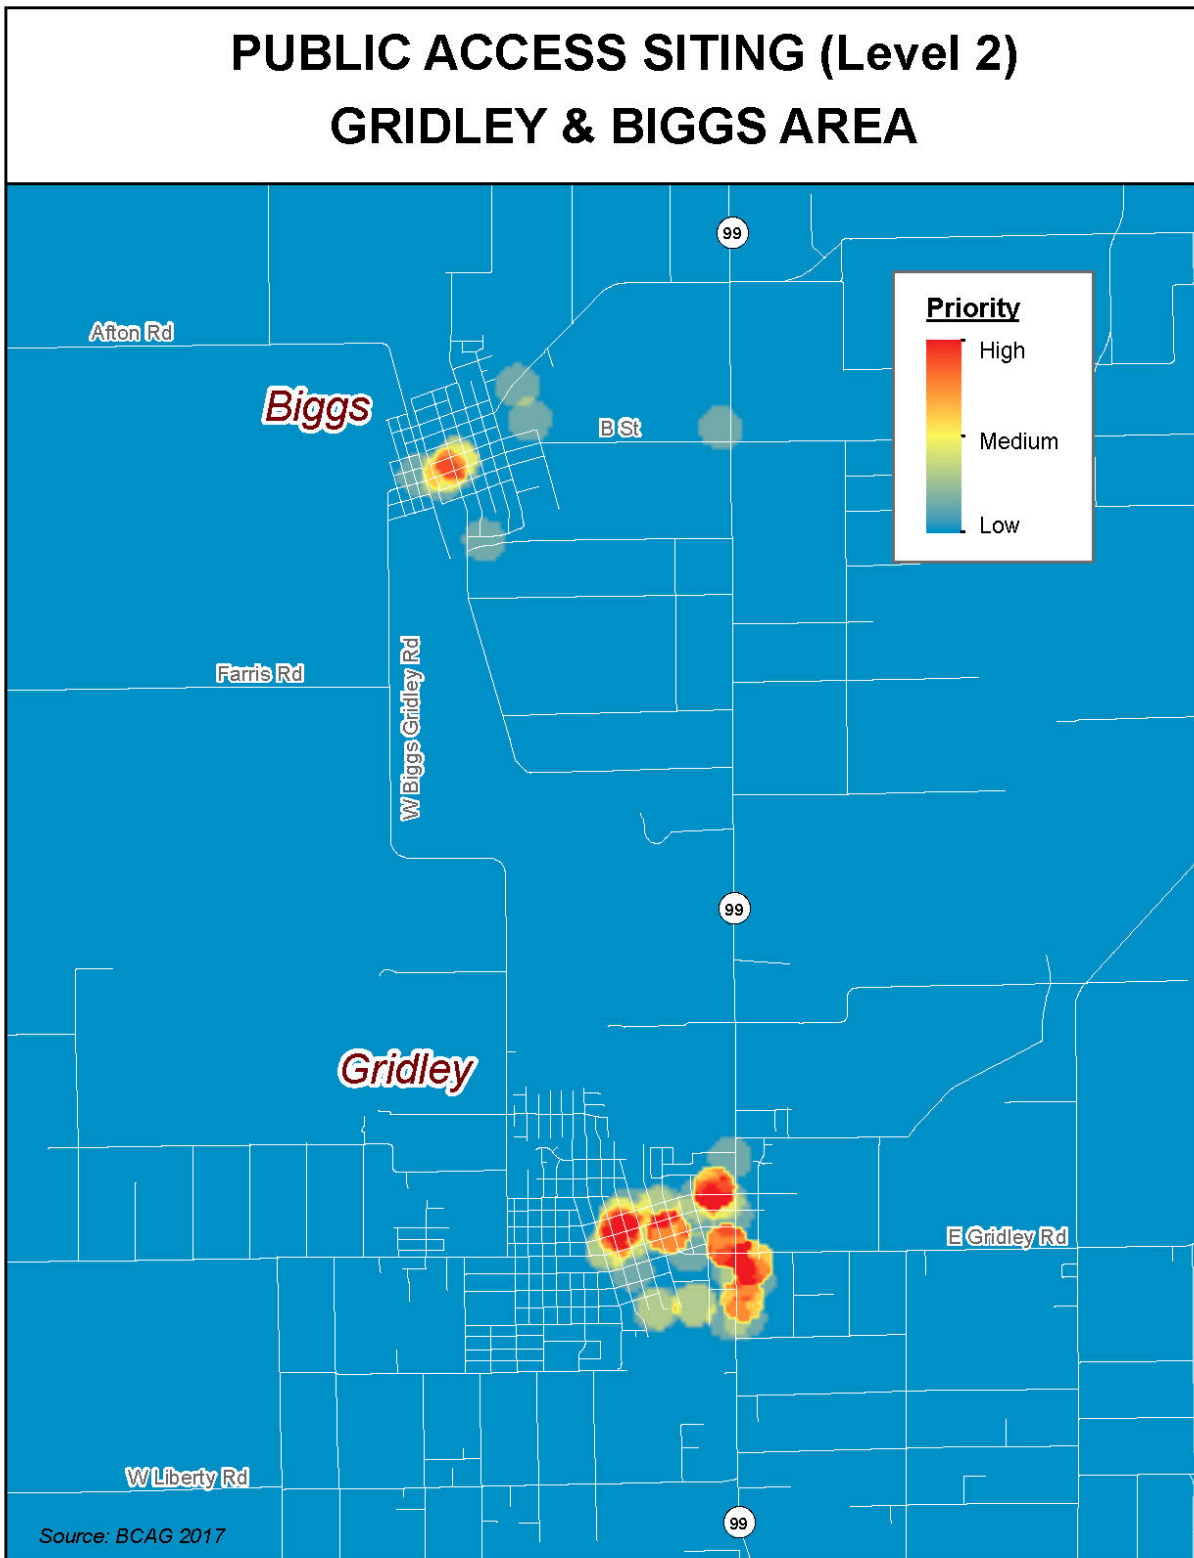 PUBLIC ACCESS SITING (Level 2)
GRIDLEY & BIGGS AREA
99
Priority
High
Medium
Low
Afton Rd
Biggs
B St
Farris Rd
W Biggs Gridley Rd
99
Gridley
E Gridley Rd
W Liberty Rd
99
Source: BCAG 2017